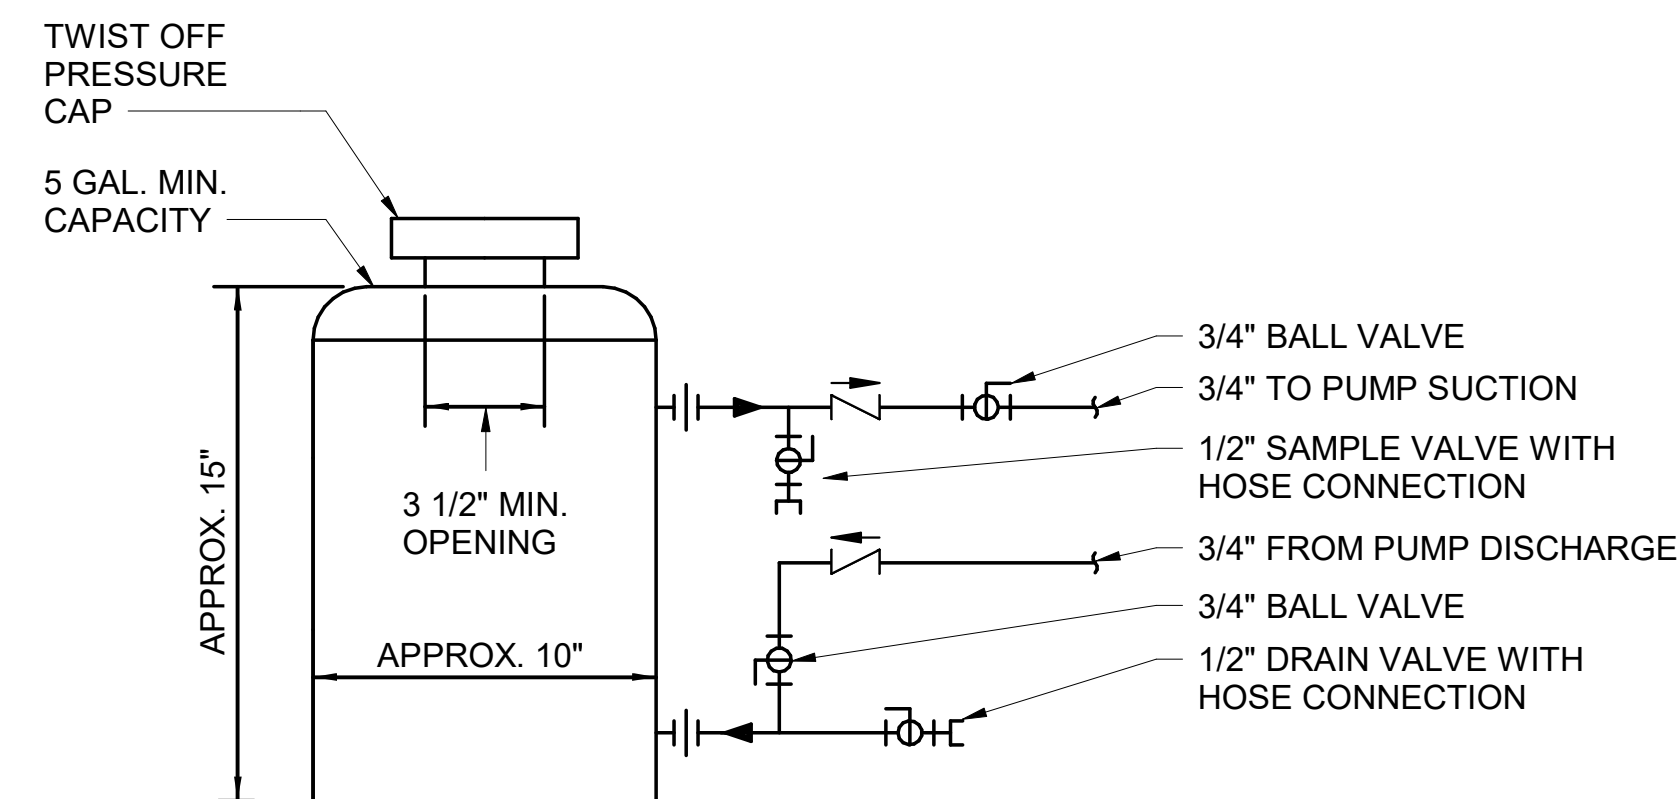 TWIST OFF
PRESSURE
CAP
5 GAL. MIN.
CAPACITY
3/4" BALL VALVE
3/4" TO PUMP SUCTION
1/2" SAMPLE VALVE WITH
HOSE CONNECTION
APPROX. 15"
3 1/2" MIN.
OPENING
3/4" FROM PUMP DISCHARGE
3/4" BALL VALVE
APPROX. 10"
1/2" DRAIN VALVE WITH
HOSE CONNECTION